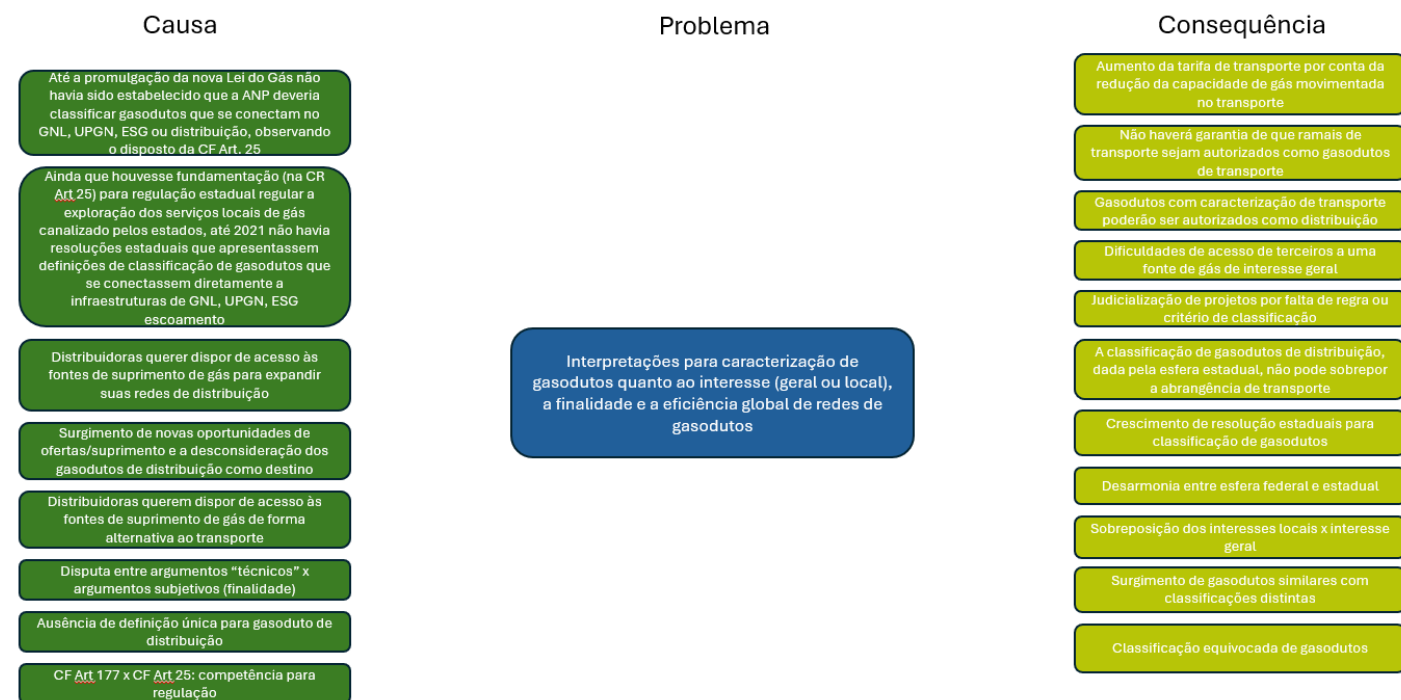 Causa
Até a promulgação da nova Lei do Gás não
havia sido estabelecido que a ANP deveria
classificar gasodutos que se conectam no
GNL, UPGN, ESG ou distribuição, observando
o disposto da CF Art. 25
Ainda que houvesse fundamentação (na CR
Art 25) para regulação estadual regular a
exploração dos serviços locais de gás
canalizado pelos estados, até 2021 não havia
resoluções estaduais que apresentassem
definições de classificação de gasodutos que
se conectassem diretamente a
infraestruturas de GNL, UPGN, ESG
escoamento
Distribuidoras querer dispor de acesso às
fontes de suprimento de gás para expandir
suas redes de distribuição
Surgimento de novas oportunidades de
ofertas/suprimento e a desconsideração dos
gasodutos de distribuição como destino
Distribuidoras querem dispor de acesso às
fontes de suprimento de gás de forma
alternativa ao transporte
Disputa entre argumentos “técnicos” x
argumentos subjetivos (finalidade)
Ausência de definição única para gasoduto de
distribuição
CF Art 177 x CF Art 25: competência para
regulação
Problema
Interpretações para caracterização de
gasodutos quanto ao interesse (geral ou local),
a finalidade e a eficiência global de redes de
gasodutos
Consequência
Aumento da tarifa de transporte por conta da
redução da capacidade de gás movimentada
no transporte
Não haverá garantia de que ramais de
transporte sejam autorizados como gasodutos
de transporte
Gasodutos com caracterização de transporte
poderão ser autorizados como distribuição
Dificuldades de acesso de terceiros a uma
fonte de gás de interesse geral
Judicialização de projetos por falta de regra ou
critério de classificação
A classificação de gasodutos de distribuição,
dada pela esfera estadual, não pode sobrepor
a abrangência de transporte
Crescimento de resolução estaduais para
classificação de gasodutos
Desarmonia entre esfera federal e estadual
Sobreposição dos interesses locais x interesse
geral
Surgimento de gasodutos similares com
classificações distintas
Classificação equivocada de gasodutos